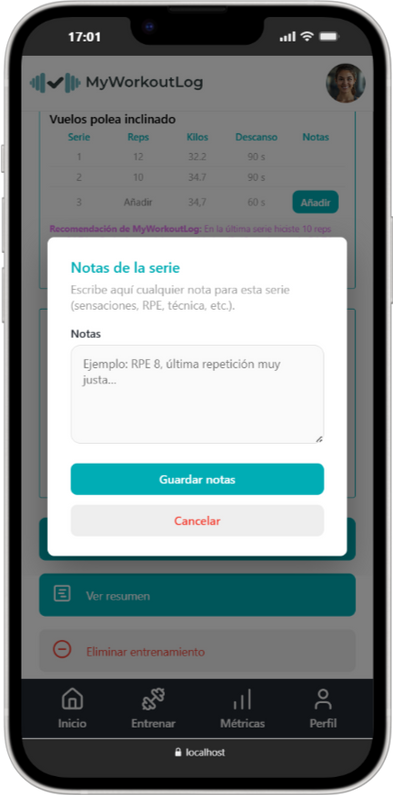 17:01
MyWorkoutLog
Vuelos polea inclinado
Serie Reps Kilos Descanso Notas
1 12 32.2 90 s
2 10 34.7 90 s
3 Añadir 34,7 60 s Añadir
Recomendación de MyWorkoutLog: En la última serie hiciste 10 reps
Notas de la serie
Escribe aquí cualquier nota para esta serie
(sensaciones, RPE, técnica, etc.).
Notas
Ejemplo: RPE 8, última repetición muy
justa...
Guardar notas
Cancelar
Ver resumen
Eliminar entrenamiento
Inicio Entrenar Métricas Perfil
localhost